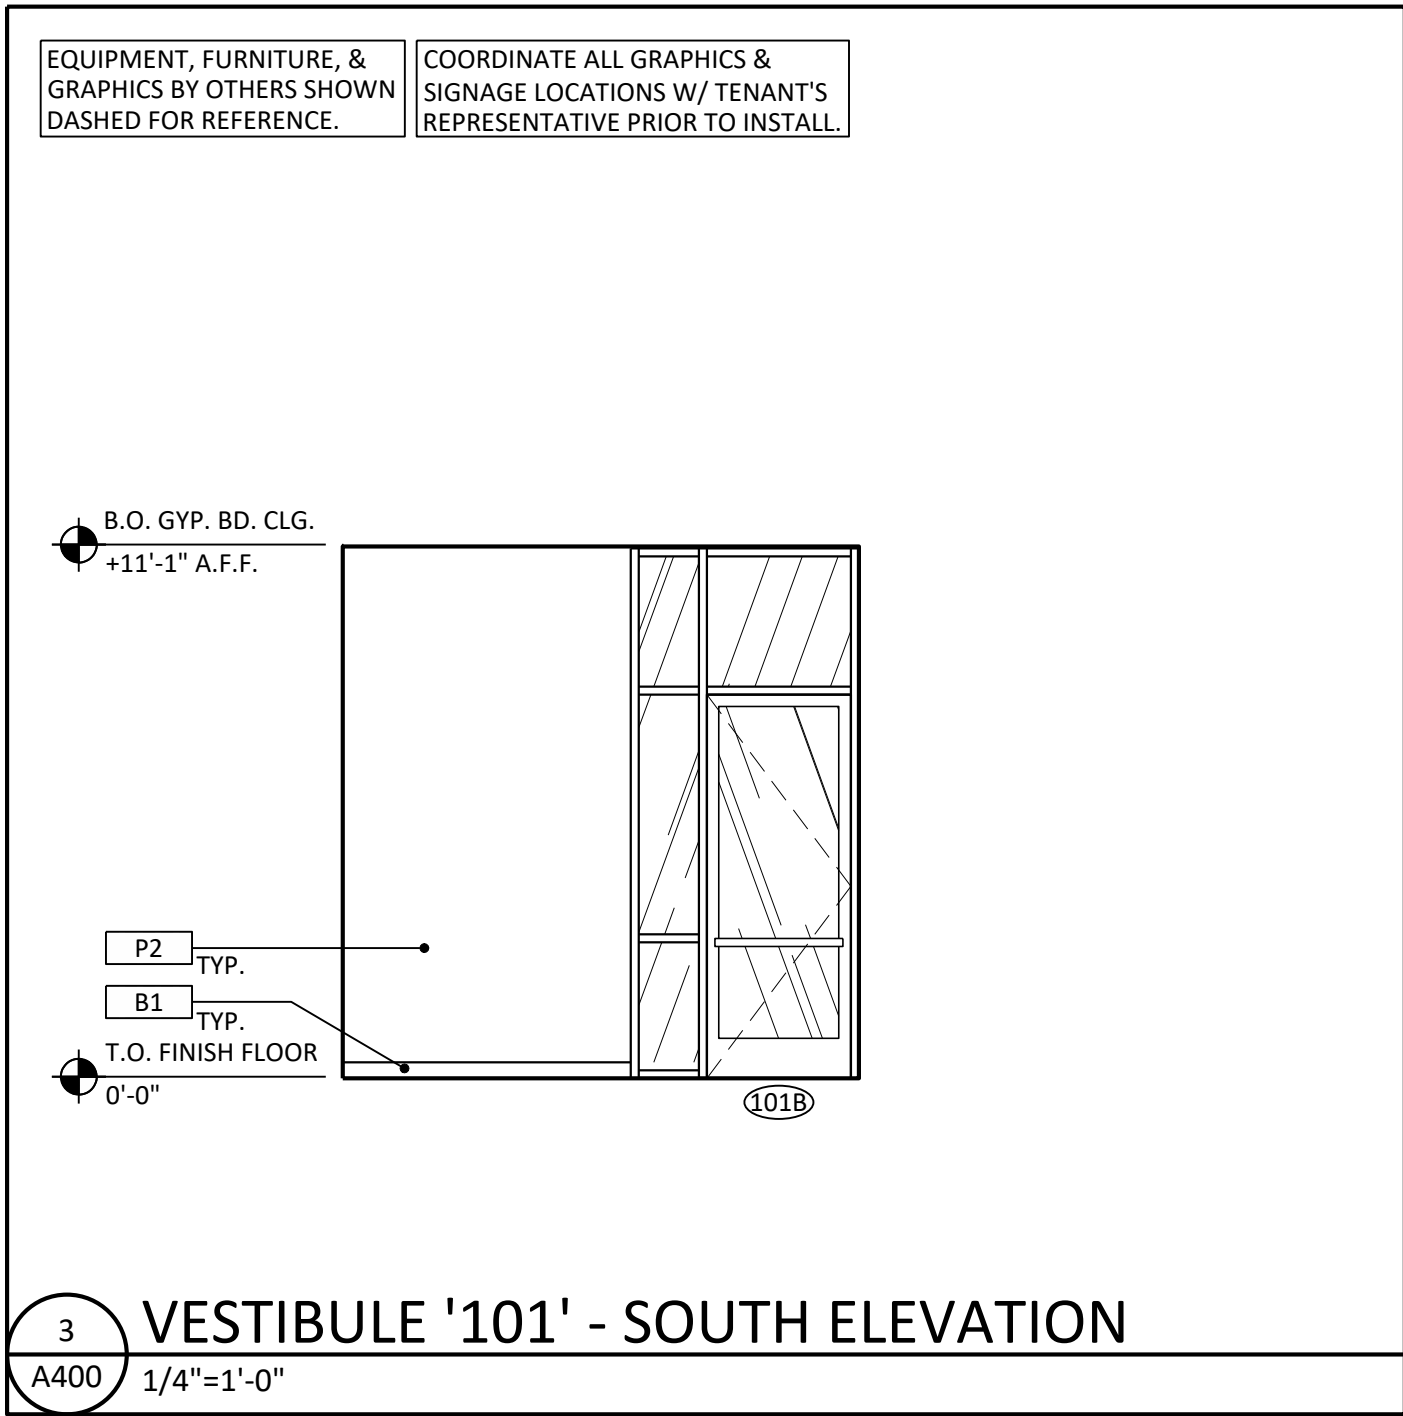 EQUIPMENT, FURNITURE, &
GRAPHICS BY OTHERS SHOWN
DASHED FOR REFERENCE.
COORDINATE ALL GRAPHICS &
SIGNAGE LOCATIONS W/ TENANT'S
REPRESENTATIVE PRIOR TO INSTALL.
B.O. GYP. BD. CLG.
+11'-1" A.F.F.
P2
TYP.
B1
TYP.
T.O. FINISH FLOOR
0'-0"
101B
3
A400
VESTIBULE '101' - SOUTH ELEVATION
1/4"=1'-0"